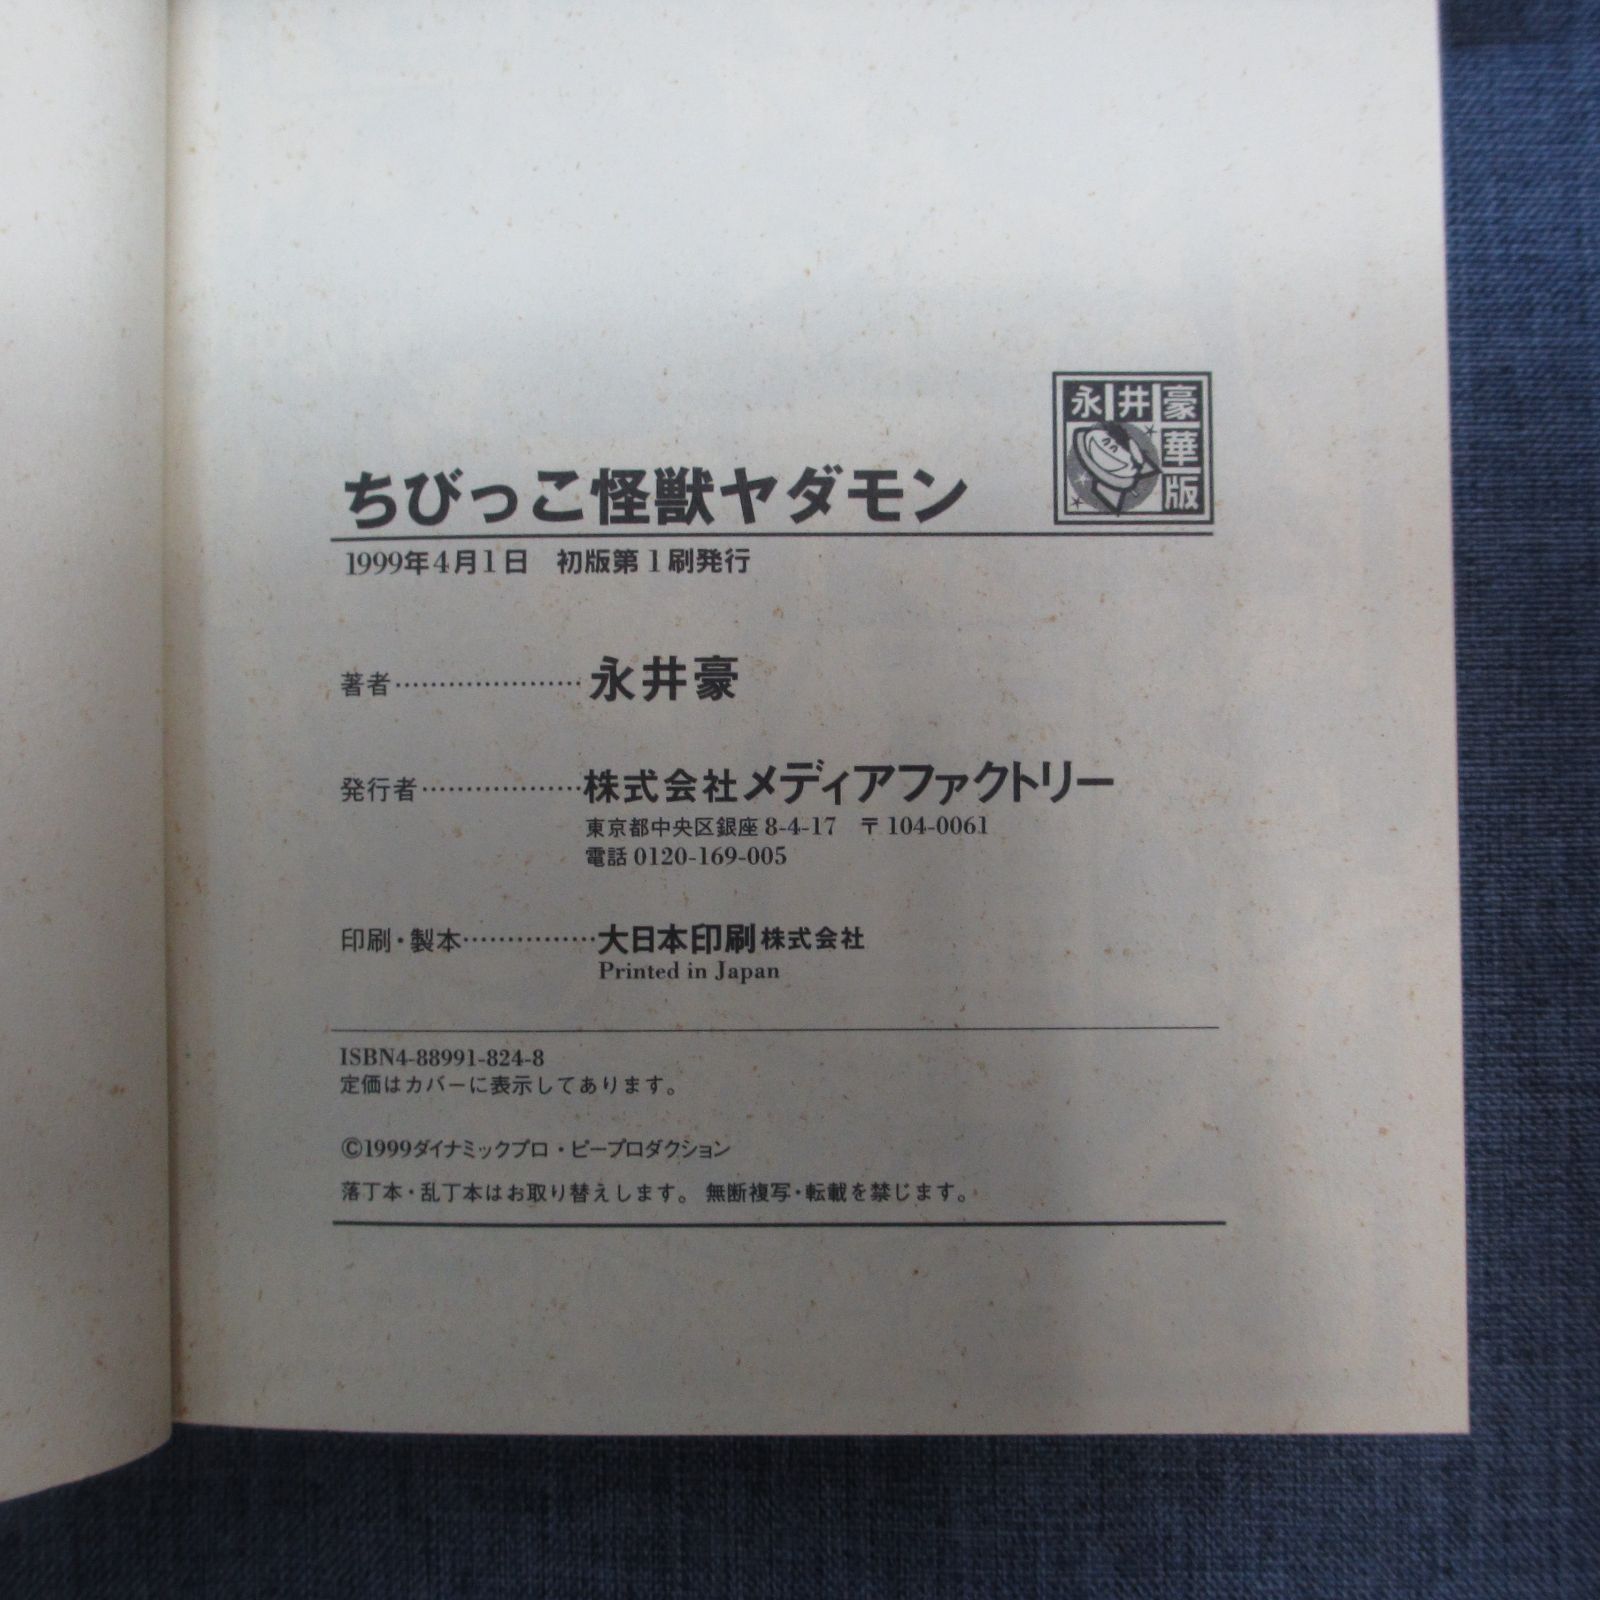 永井豪
華
版
ちびっこ怪獣ヤダモン
1999年4月1日 初版第1刷発行
著者…………………永井豪
発行者………………株式会社メディアファクトリー
東京都中央区銀座8-4-17 〒104-0061
電話0120-169-005
印刷・製本……………大日本印刷株式会社
Printed in Japan
ISBN4-88991-824-8
定価はカバーに表示してあります。
©1999ダイナミックプロ・ピープロダクション
落丁本・乱丁本はお取り替えします。無断複写・転載を禁じます。